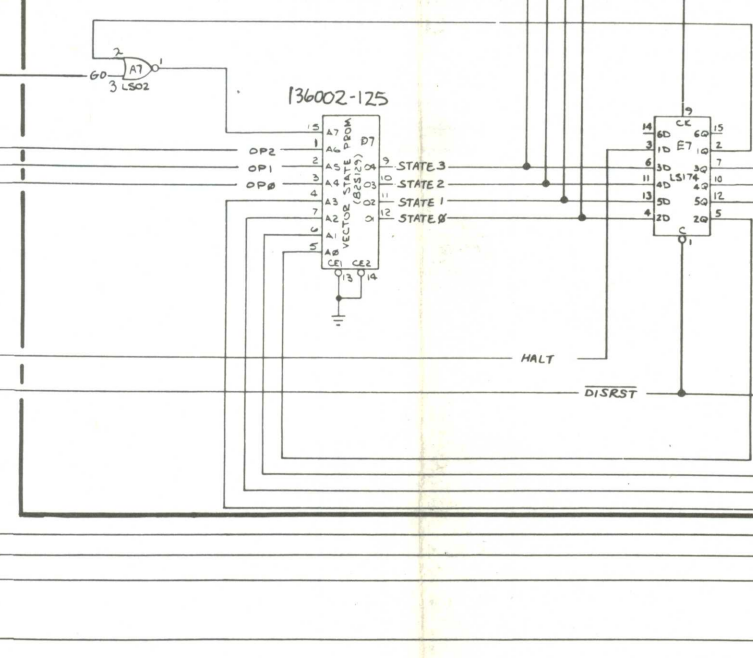 2
GO
3
A7
LS02
1
136002-125
15 A7
1 A6
2 A5
3 A4
4 A3
7 A2
6 A1
5 AØ
VECTOR STATE PROM
(82S129)
D7
O4 9
O3 10
O2 11
O1 12
CE1 CE2
13 14
OP2
OP1
OPØ
STATE 3
STATE 2
STATE 1
STATE Ø
9
CK
E7
LS174
14 6D 6Q 15
3 1D 1Q 2
6 3D 3Q 7
11 4D 4Q 10
13 5D 5Q 12
4 2D 2Q 5
C
1
HALT
DISRST